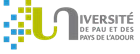 UNIVERSITÉ
DE PAU ET DES
PAYS DE L'ADOUR